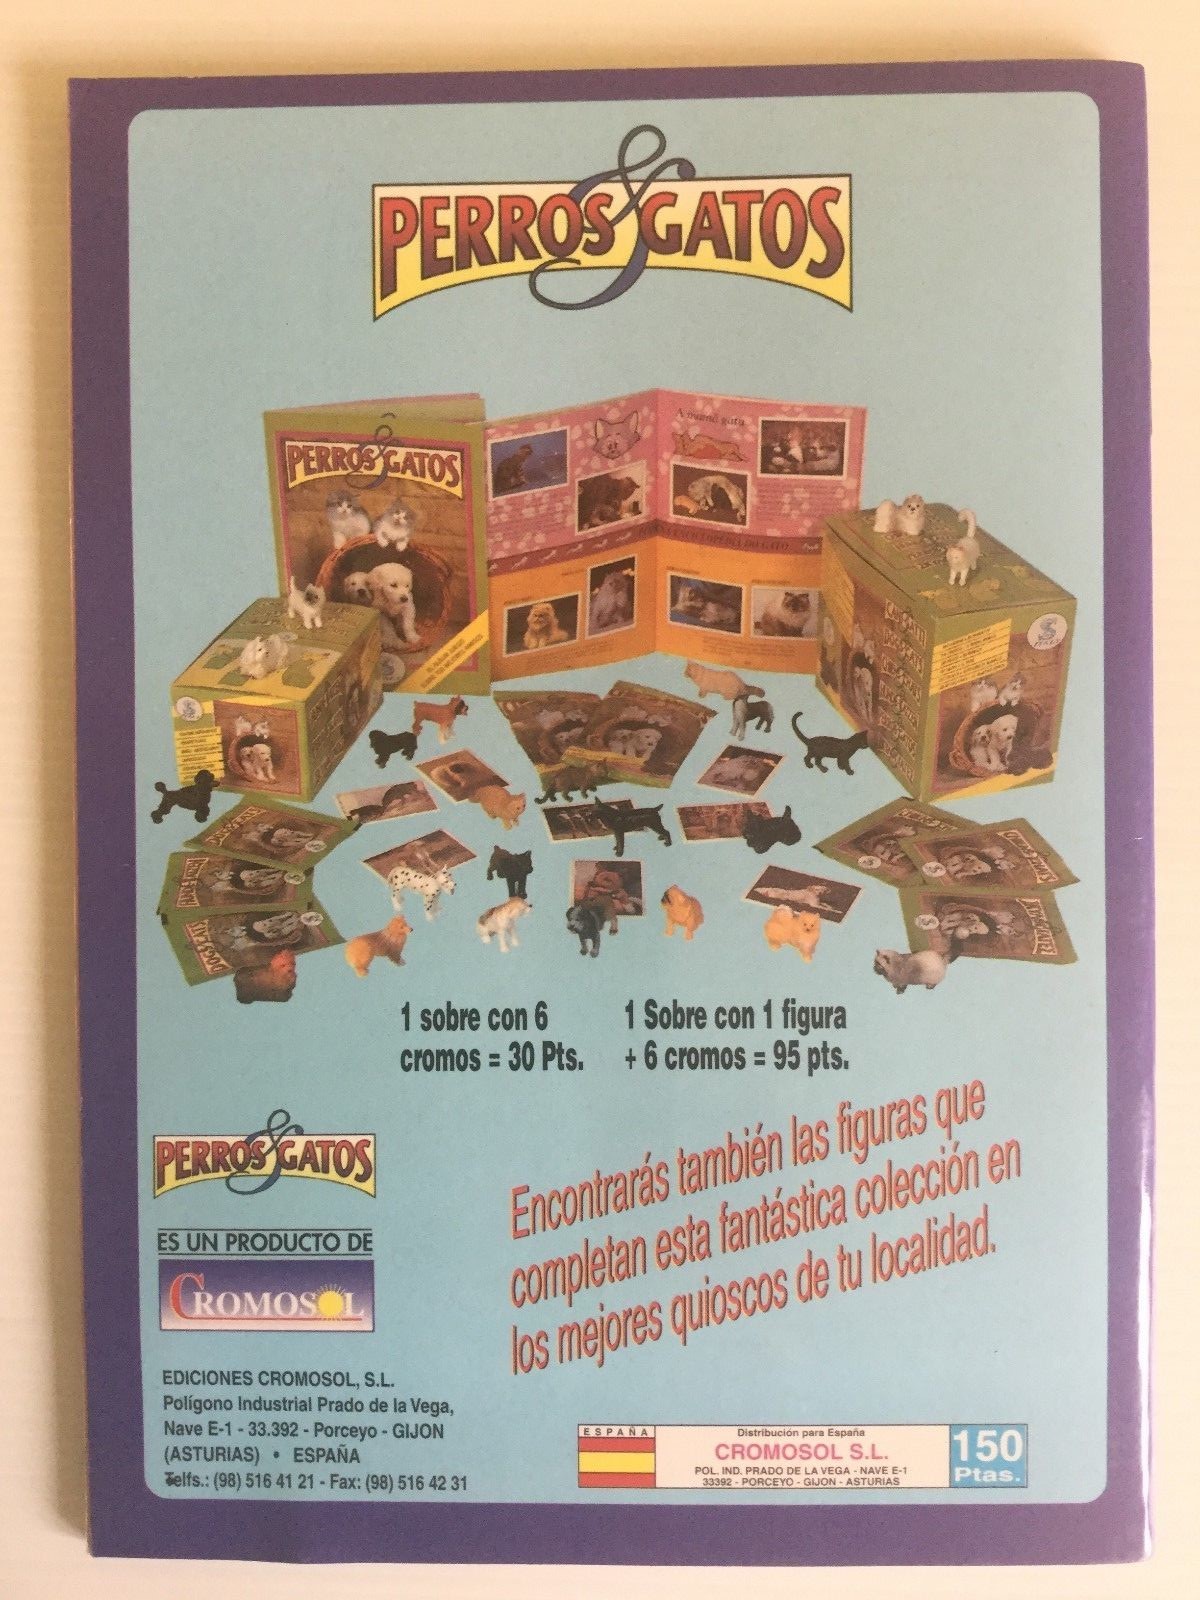 PERROS & GATOS
PERROS & GATOS
A mamã gata
1 sobre con 6
cromos = 30 Pts.
1 Sobre con 1 figura
+ 6 cromos = 95 pts.
Encontrarás también las figuras que
completan esta fantástica colección en
los mejores quioscos de tu localidad.
PERROS & GATOS
ES UN PRODUCTO DE
CROMOSOL
EDICIONES CROMOSOL, S.L.
Polígono Industrial Prado de la Vega,
Nave E-1 - 33.392 - Porceyo - GIJON
(ASTURIAS) • ESPAÑA
Telfs.: (98) 516 41 21 - Fax: (98) 516 42 31
ESPAÑA
Distribución para España
CROMOSOL S.L.
POL. IND. PRADO DE LA VEGA - NAVE E-1
33392 - PORCEYO - GIJON - ASTURIAS
150
Ptas.